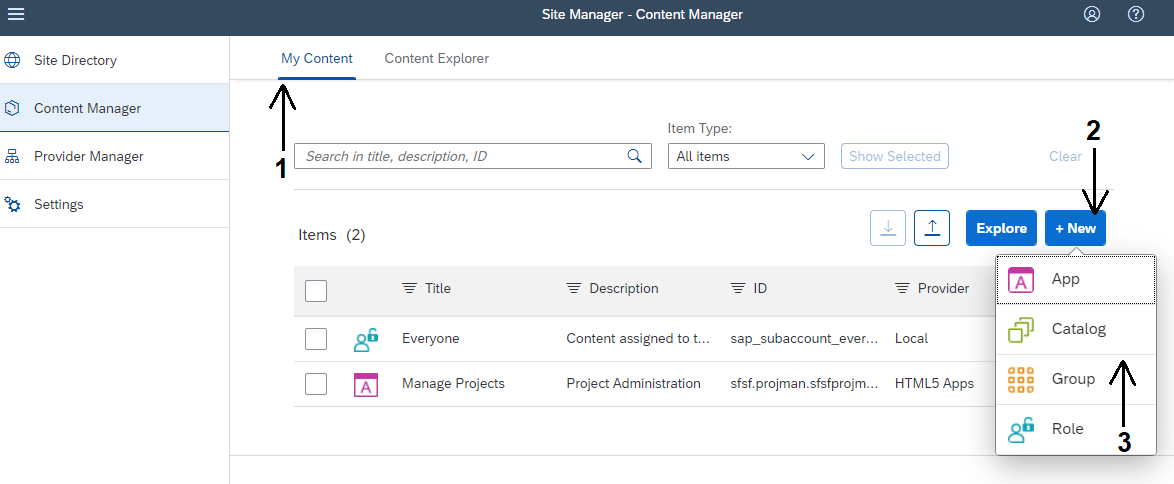 Site Manager - Content Manager
Site Directory
Content Manager
Provider Manager
Settings
My Content
Content Explorer
1
Search in title, description, ID
Item Type:
All items
Show Selected
Clear
2
Items (2)
Explore
+ New
Title
Description
ID
Provider
Everyone
Content assigned to t...
sap_subaccount_ever...
Local
Manage Projects
Project Administration
sfsf.projman.sfsfprojm...
HTML5 Apps
A App
Catalog
Group
Role
3
A